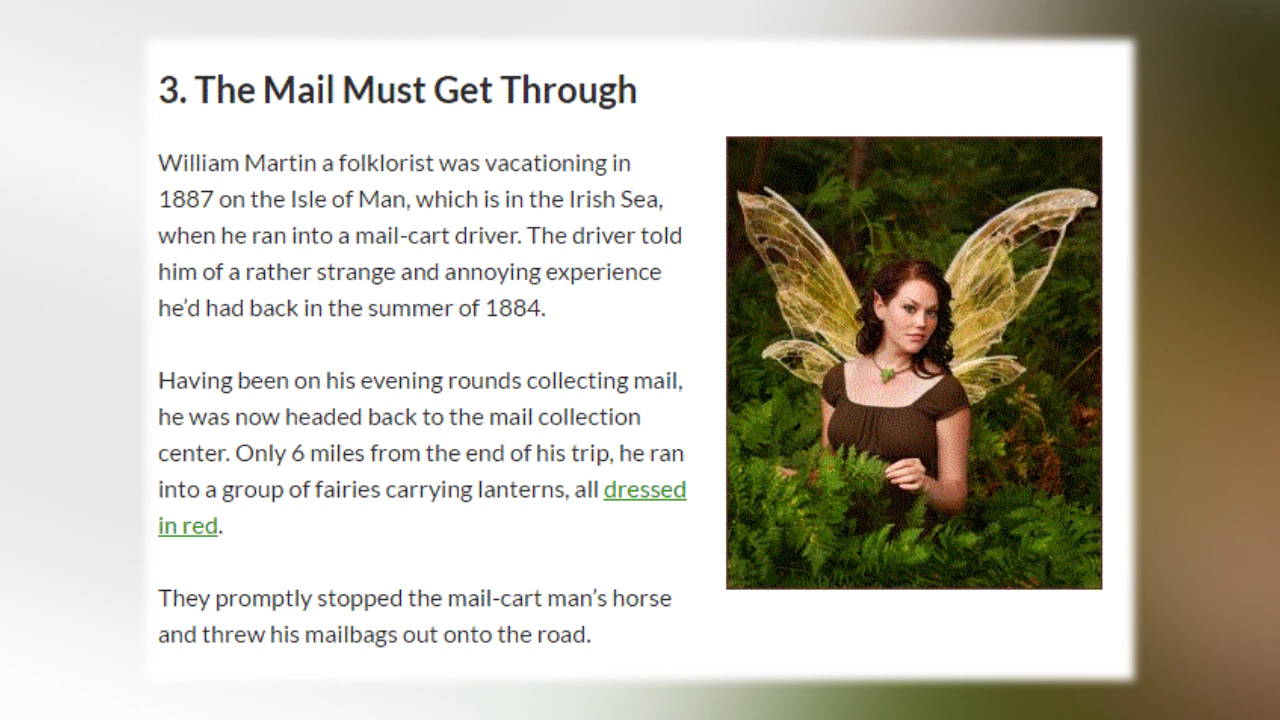 3. The Mail Must Get Through
William Martin a folklorist was vacationing in
1887 on the Isle of Man, which is in the Irish Sea,
when he ran into a mail-cart driver. The driver told
him of a rather strange and annoying experience
he’d had back in the summer of 1884.
Having been on his evening rounds collecting mail,
he was now headed back to the mail collection
center. Only 6 miles from the end of his trip, he ran
into a group of fairies carrying lanterns, all dressed
in red.
They promptly stopped the mail-cart man’s horse
and threw his mailbags out onto the road.